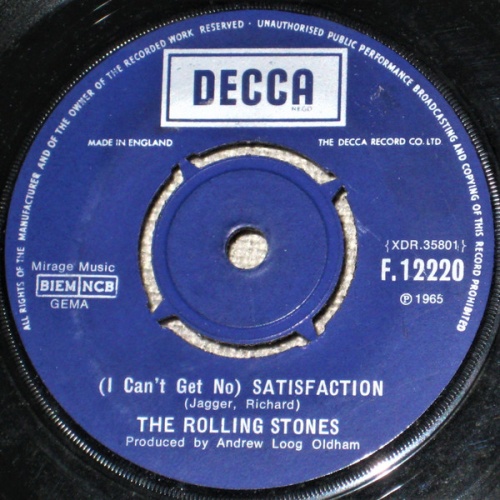 ALL RIGHTS OF THE MANUFACTURER AND OF THE OWNER OF THE RECORDED WORK RESERVED · UNAUTHORISED PUBLIC PERFORMANCE BROADCASTING AND COPYING OF THIS RECORD PROHIBITED
DECCA
REGD
MADE IN ENGLAND
THE DECCA RECORD CO. LTD
Mirage Music
BIEM NCB
GEMA
(XDR.35801)
F.12220
℗ 1965
(I Can't Get No) SATISFACTION
(Jagger, Richard)
THE ROLLING STONES
Produced by Andrew Loog Oldham